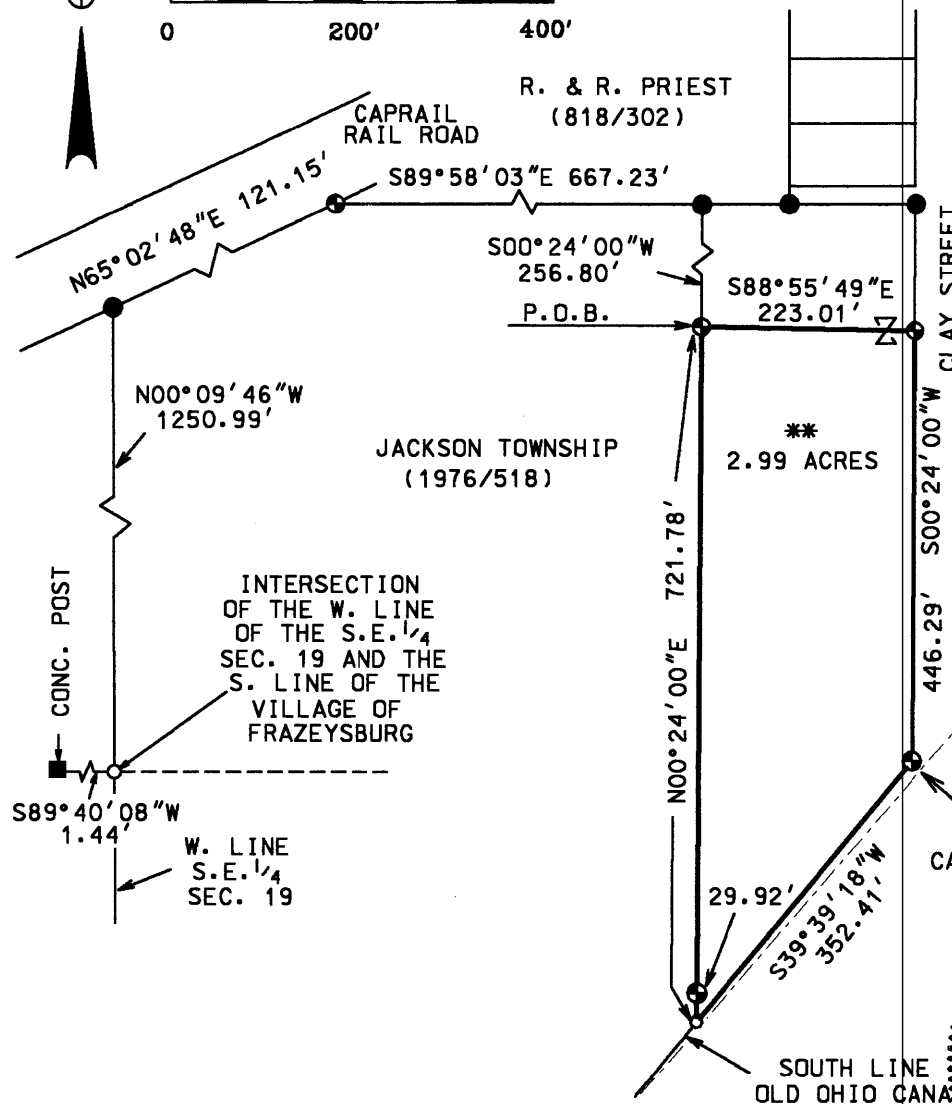 0 200' 400'
R. & R. PRIEST
(818/302)
CAPRAIL
RAIL ROAD
N65°02'48"E 121.15'
S89°58'03"E 667.23'
S00°24'00"W
256.80'
S88°55'49"E
223.01'
P.O.B.
CLAY STREET
N00°09'46"W
1250.99'
JACKSON TOWNSHIP
(1976/518)
**
2.99 ACRES
S00°24'00"W
446.29'
N00°24'00"E 721.78'
CONC. POST
INTERSECTION
OF THE W. LINE
OF THE S.E. 1/4
SEC. 19 AND THE
S. LINE OF THE
VILLAGE OF
FRAZEYSBURG
S89°40'08"W
1.44'
W. LINE
S.E. 1/4
SEC. 19
29.92'
S39°39'18"W
352.41'
CA
SOUTH LINE
OLD OHIO CANA